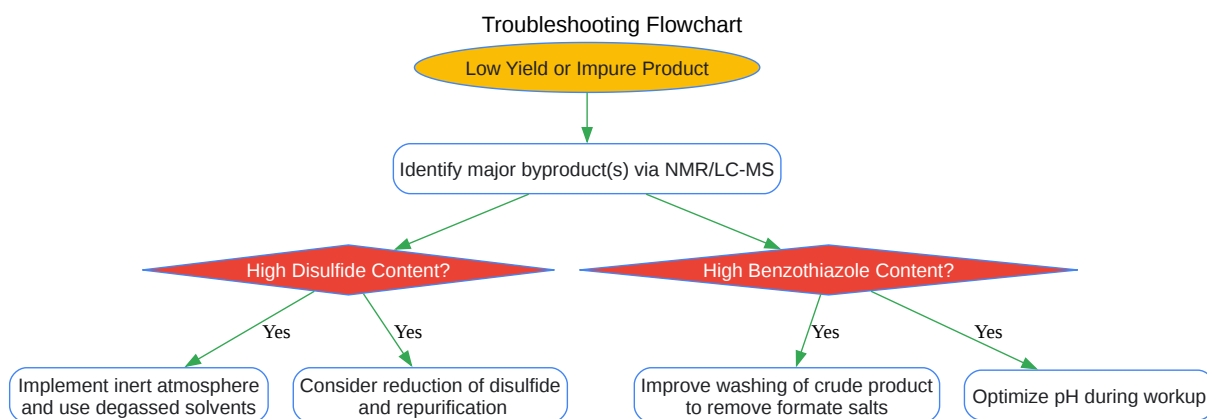 Troubleshooting Flowchart
Low Yield or Impure Product
Identify major byproduct(s) via NMR/LC-MS
High Disulfide Content?
High Benzothiazole Content?
Yes
Yes
Yes
Yes
Implement inert atmosphere
and use degassed solvents
Consider reduction of disulfide
and repurification
Improve washing of crude product
to remove formate salts
Optimize pH during workup